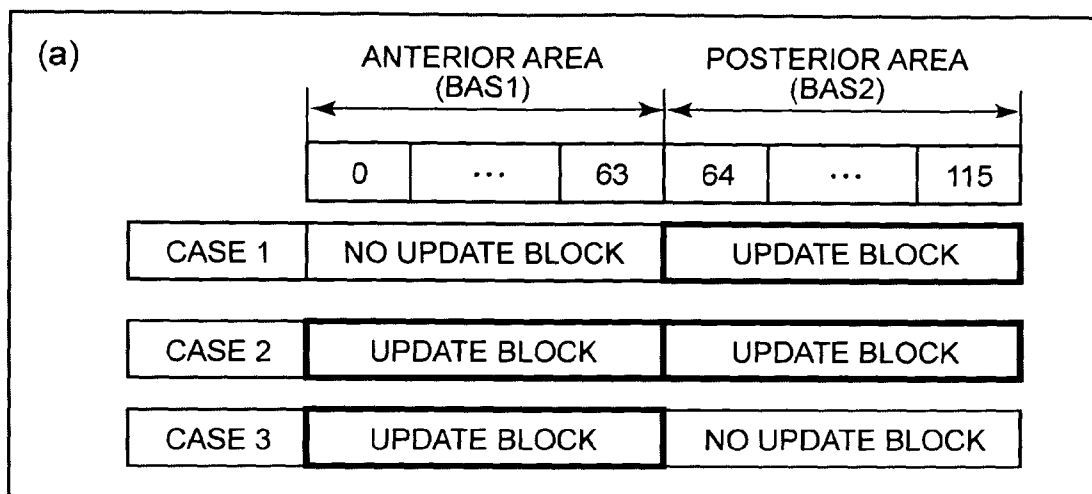 (a)
ANTERIOR AREA POSTERIOR AREA
(BAS1) (BAS2)
0 ... 63 64 ... 115
CASE 1 NO UPDATE BLOCK UPDATE BLOCK
CASE 2 UPDATE BLOCK UPDATE BLOCK
CASE 3 UPDATE BLOCK NO UPDATE BLOCK